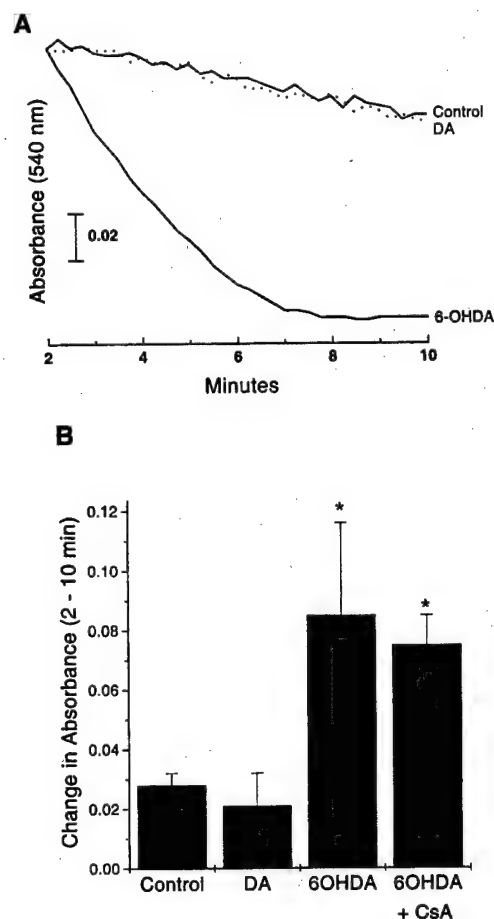 A
Absorbance (540 nm)
0.02
Control
DA
6-OHDA
2 4 6 8 10
Minutes
B
Change in Absorbance (2 - 10 min)
0.12
0.10
0.08
0.06
0.04
0.02
0.00
*
*
Control DA 6OHDA 6OHDA
+ CsA